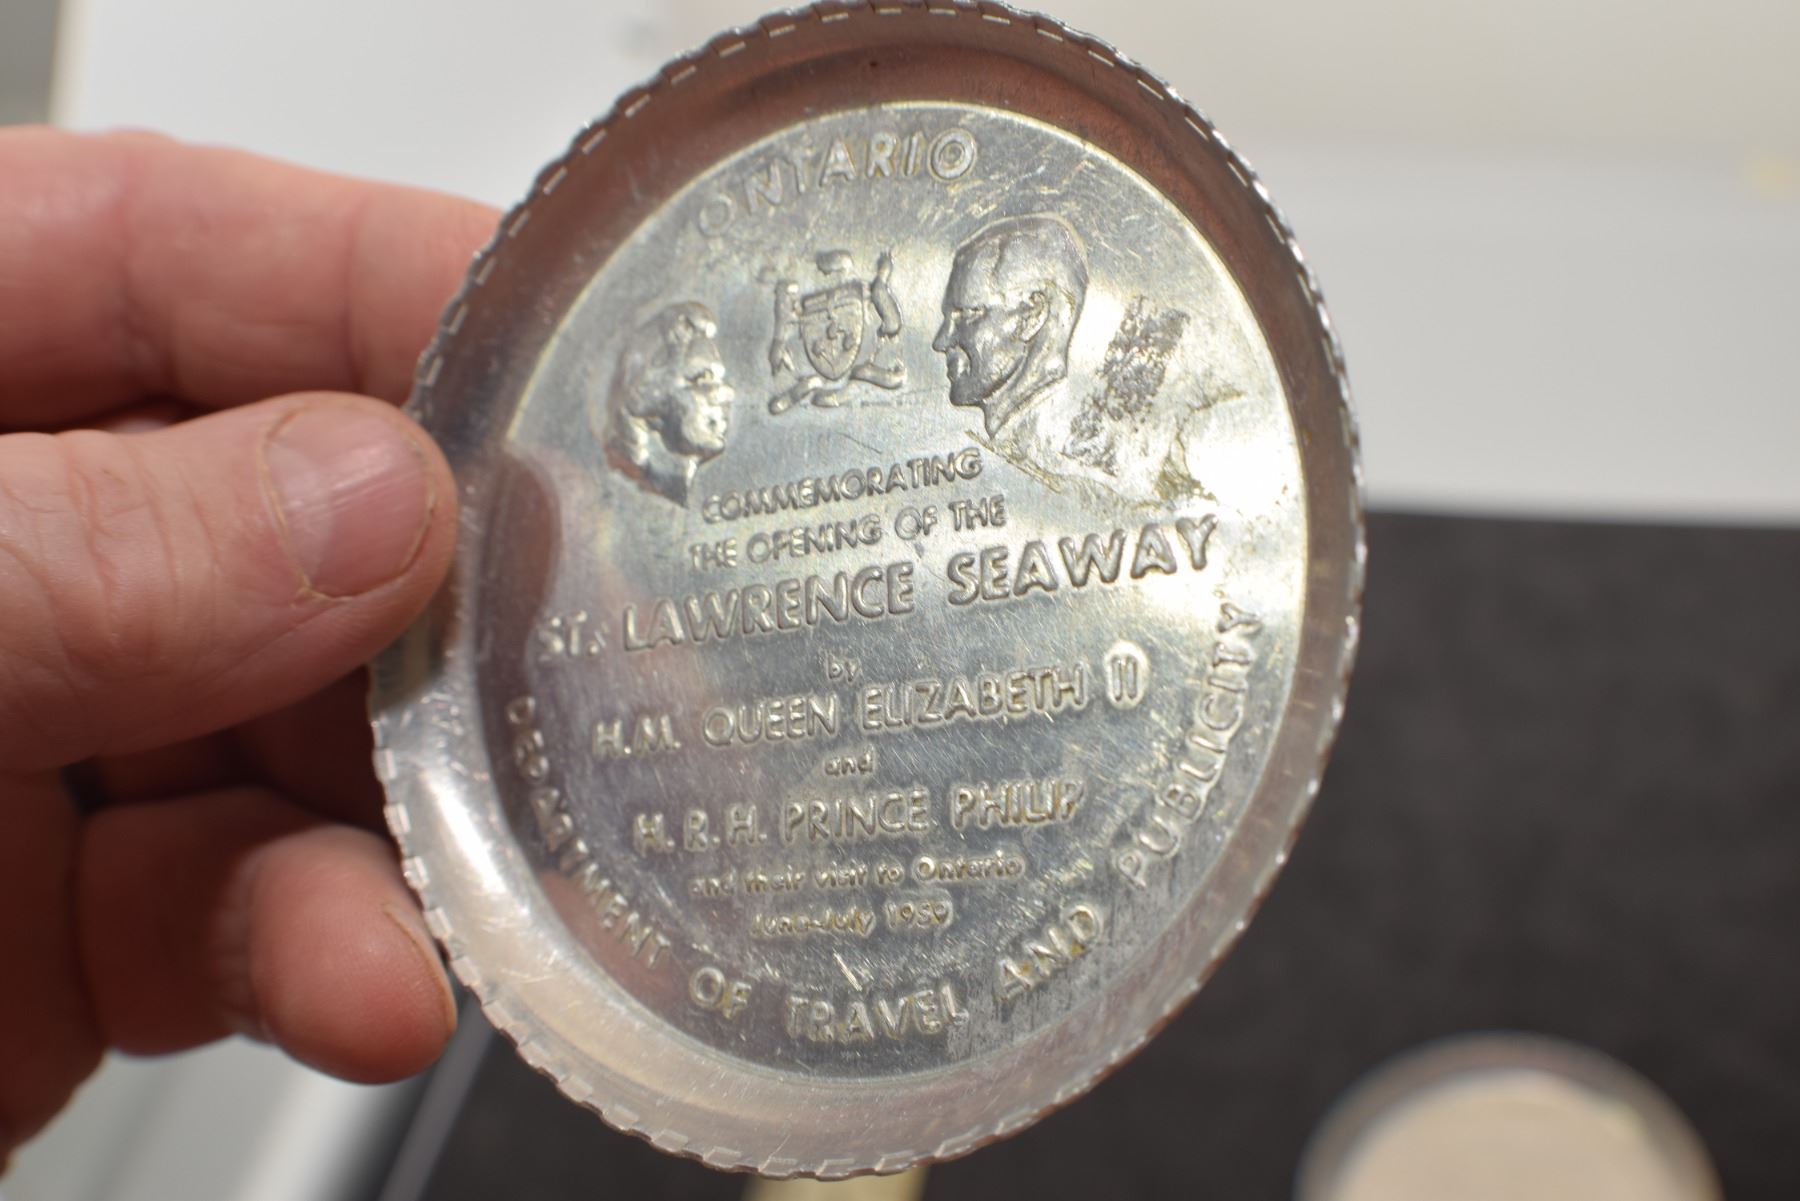 ONTARIO
COMMEMORATING
THE OPENING OF THE
ST. LAWRENCE SEAWAY
by
H.M. QUEEN ELIZABETH II
and
H.R.H. PRINCE PHILIP
and their visit to Ontario
June-July 1959
DEPARTMENT OF TRAVEL AND PUBLICITY